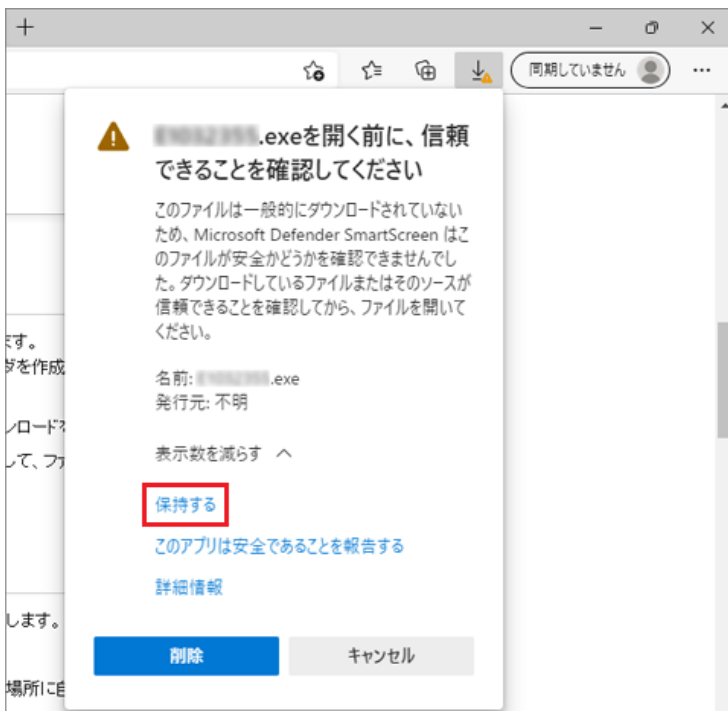 同期していません
.exeを開く前に、信頼
できることを確認してください
このファイルは一般的にダウンロードされていない
ため、Microsoft Defender SmartScreen はこ
のファイルが安全かどうかを確認できませんでし
た。ダウンロードしているファイルまたはそのソースが
信頼できることを確認してから、ファイルを開いて
ください。
ます。
ダを作成
名前: .exe
発行元: 不明
ンロードを
して、ファ
表示数を減らす
保持する
このアプリは安全であることを報告する
詳細情報
します。
削除
キャンセル
場所に自